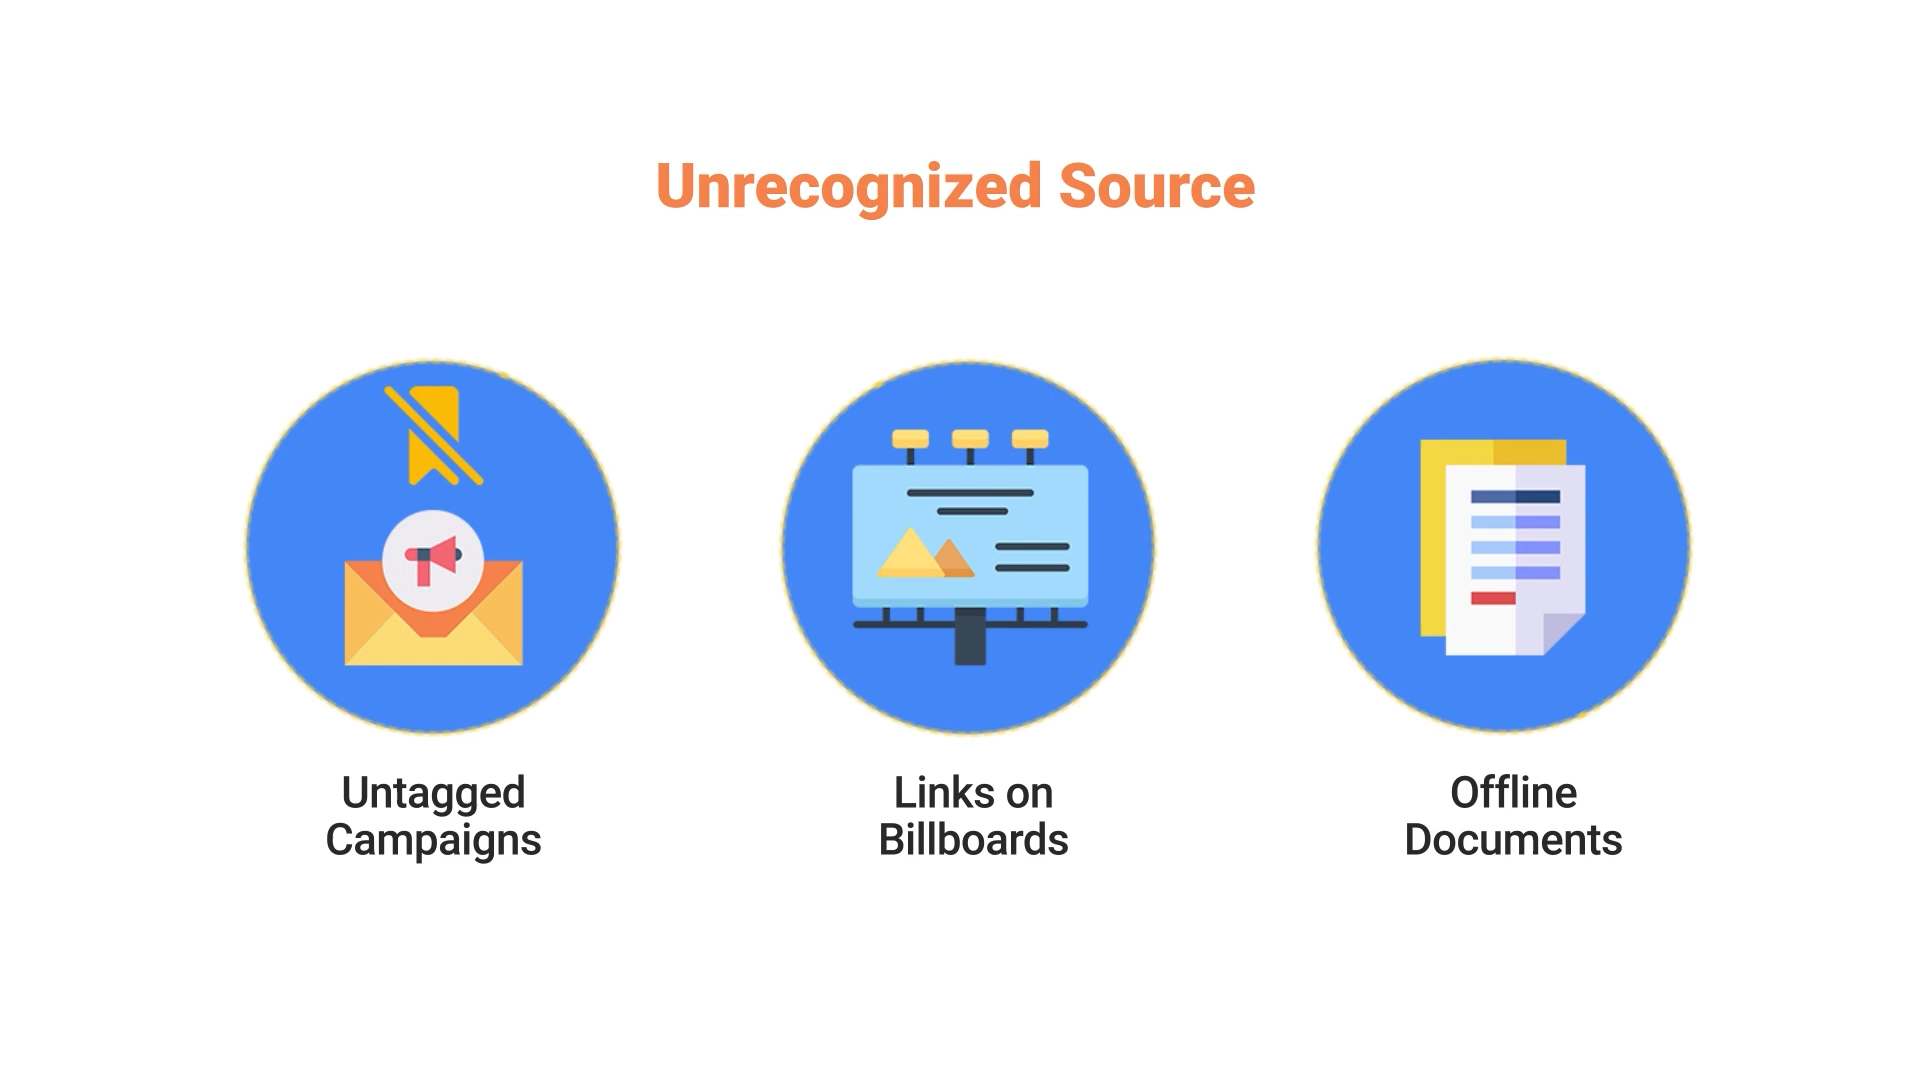 Unrecognized Source
Untagged
Campaigns
Links on
Billboards
Offline
Documents